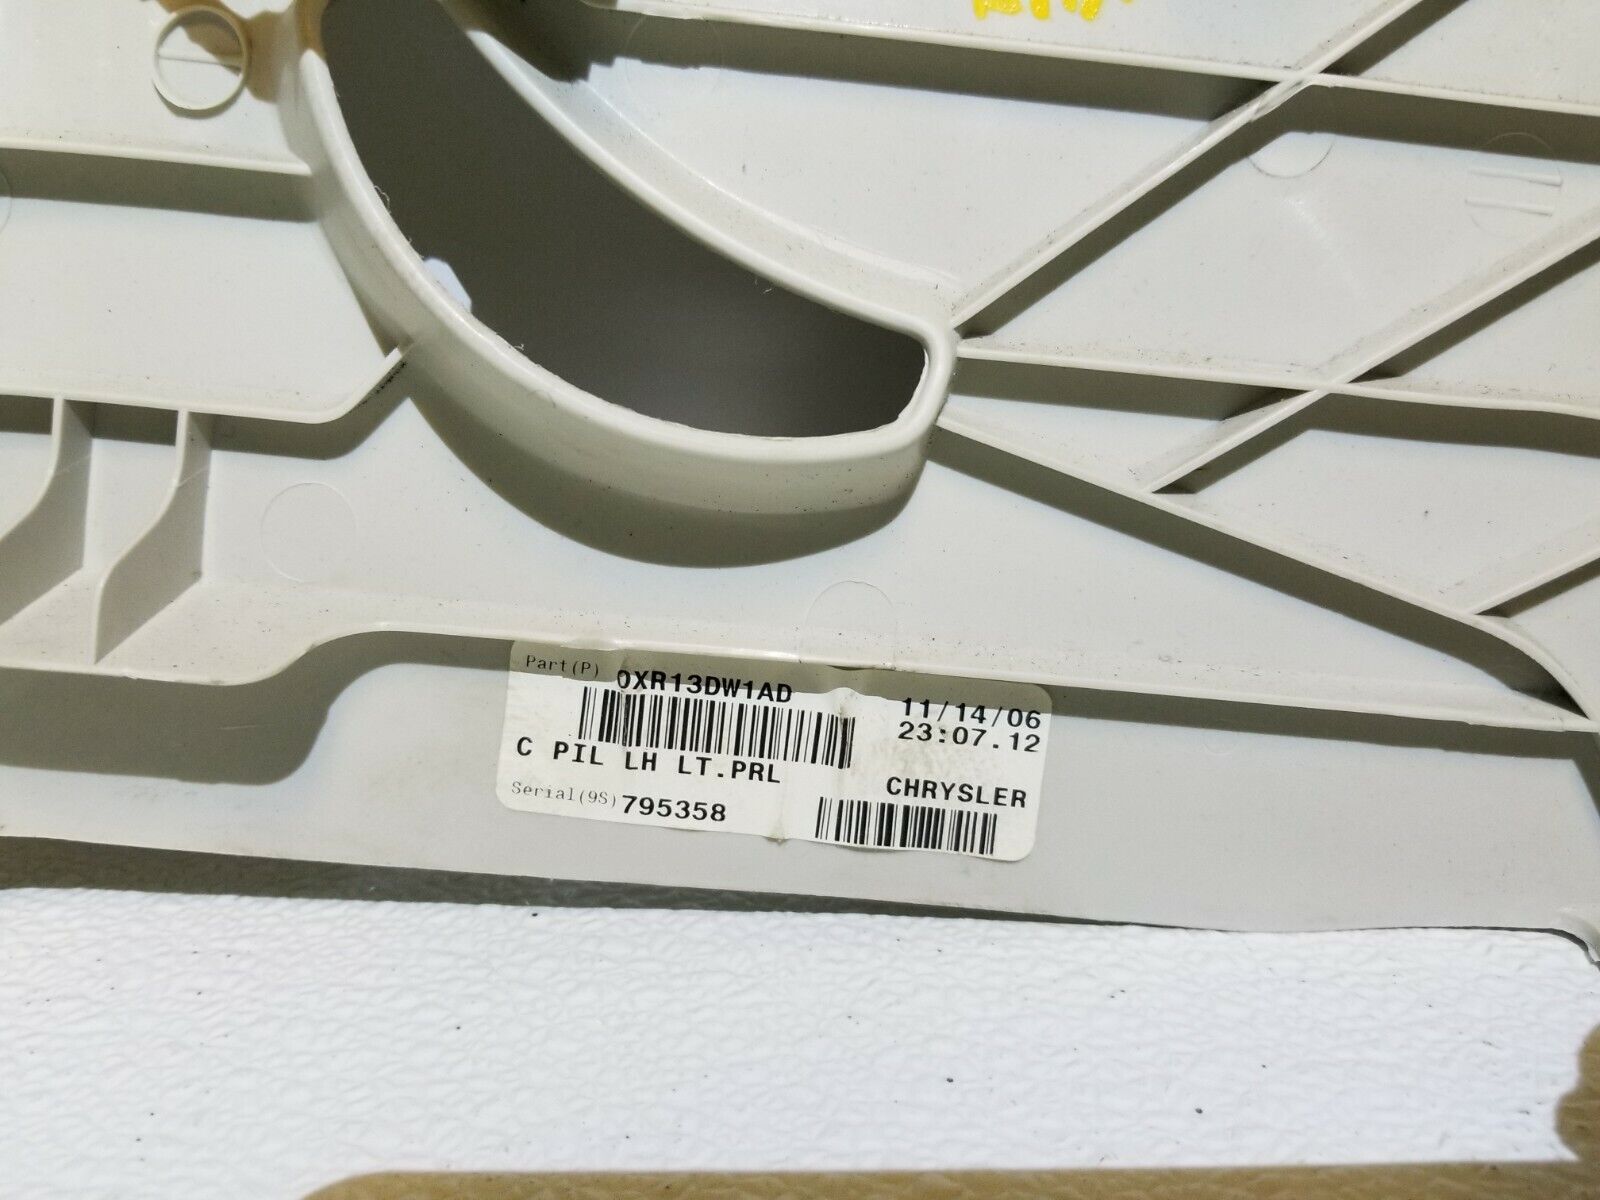 Part(P) 0XR13DW1AD
11/14/06
23:07.12
C PIL LH LT.PRL
CHRYSLER
Serial(9S) 795358